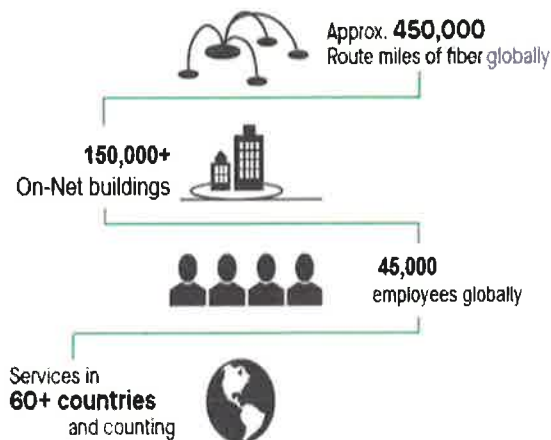 Approx. 450,000
Route miles of fiber globally
150,000+
On-Net buildings
45,000
employees globally
Services in
60+ countries
and counting